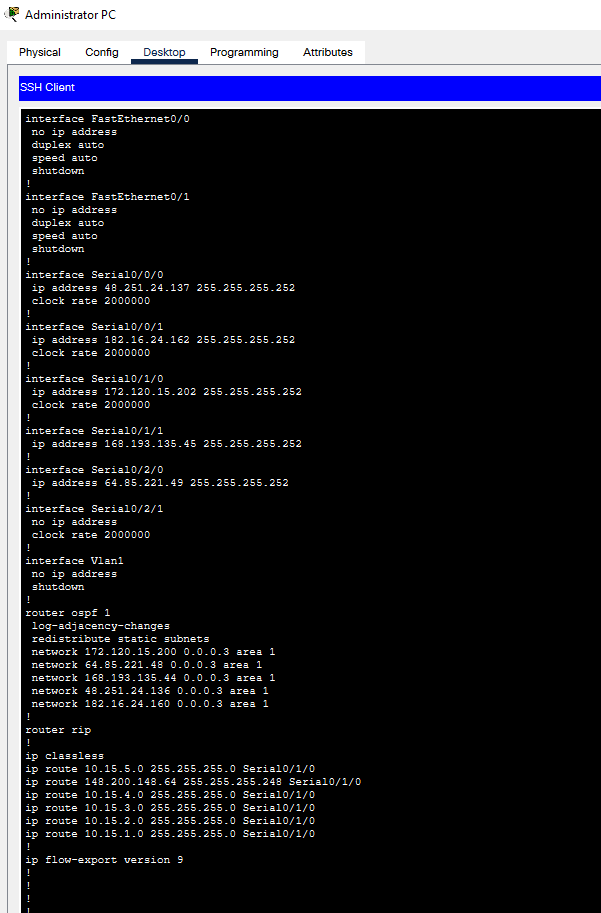 Administrator PC
Physical Config Desktop Programming Attributes
SSH Client
interface FastEthernet0/0
 no ip address
 duplex auto
 speed auto
 shutdown
!
interface FastEthernet0/1
 no ip address
 duplex auto
 speed auto
 shutdown
!
interface Serial0/0/0
 ip address 48.251.24.137 255.255.255.252
 clock rate 2000000
!
interface Serial0/0/1
 ip address 182.16.24.162 255.255.255.252
 clock rate 2000000
!
interface Serial0/1/0
 ip address 172.120.15.202 255.255.255.252
 clock rate 2000000
!
interface Serial0/1/1
 ip address 168.193.135.45 255.255.255.252
!
interface Serial0/2/0
 ip address 64.85.221.49 255.255.255.252
!
interface Serial0/2/1
 no ip address
 clock rate 2000000
!
interface Vlan1
 no ip address
 shutdown
!
router ospf 1
 log-adjacency-changes
 redistribute static subnets
 network 172.120.15.200 0.0.0.3 area 1
 network 64.85.221.48 0.0.0.3 area 1
 network 168.193.135.44 0.0.0.3 area 1
 network 48.251.24.136 0.0.0.3 area 1
 network 182.16.24.160 0.0.0.3 area 1
!
router rip
!
ip classless
ip route 10.15.5.0 255.255.255.0 Serial0/1/0
ip route 148.200.148.64 255.255.255.248 Serial0/1/0
ip route 10.15.4.0 255.255.255.0 Serial0/1/0
ip route 10.15.3.0 255.255.255.0 Serial0/1/0
ip route 10.15.2.0 255.255.255.0 Serial0/1/0
ip route 10.15.1.0 255.255.255.0 Serial0/1/0
!
ip flow-export version 9
!
!
!
!